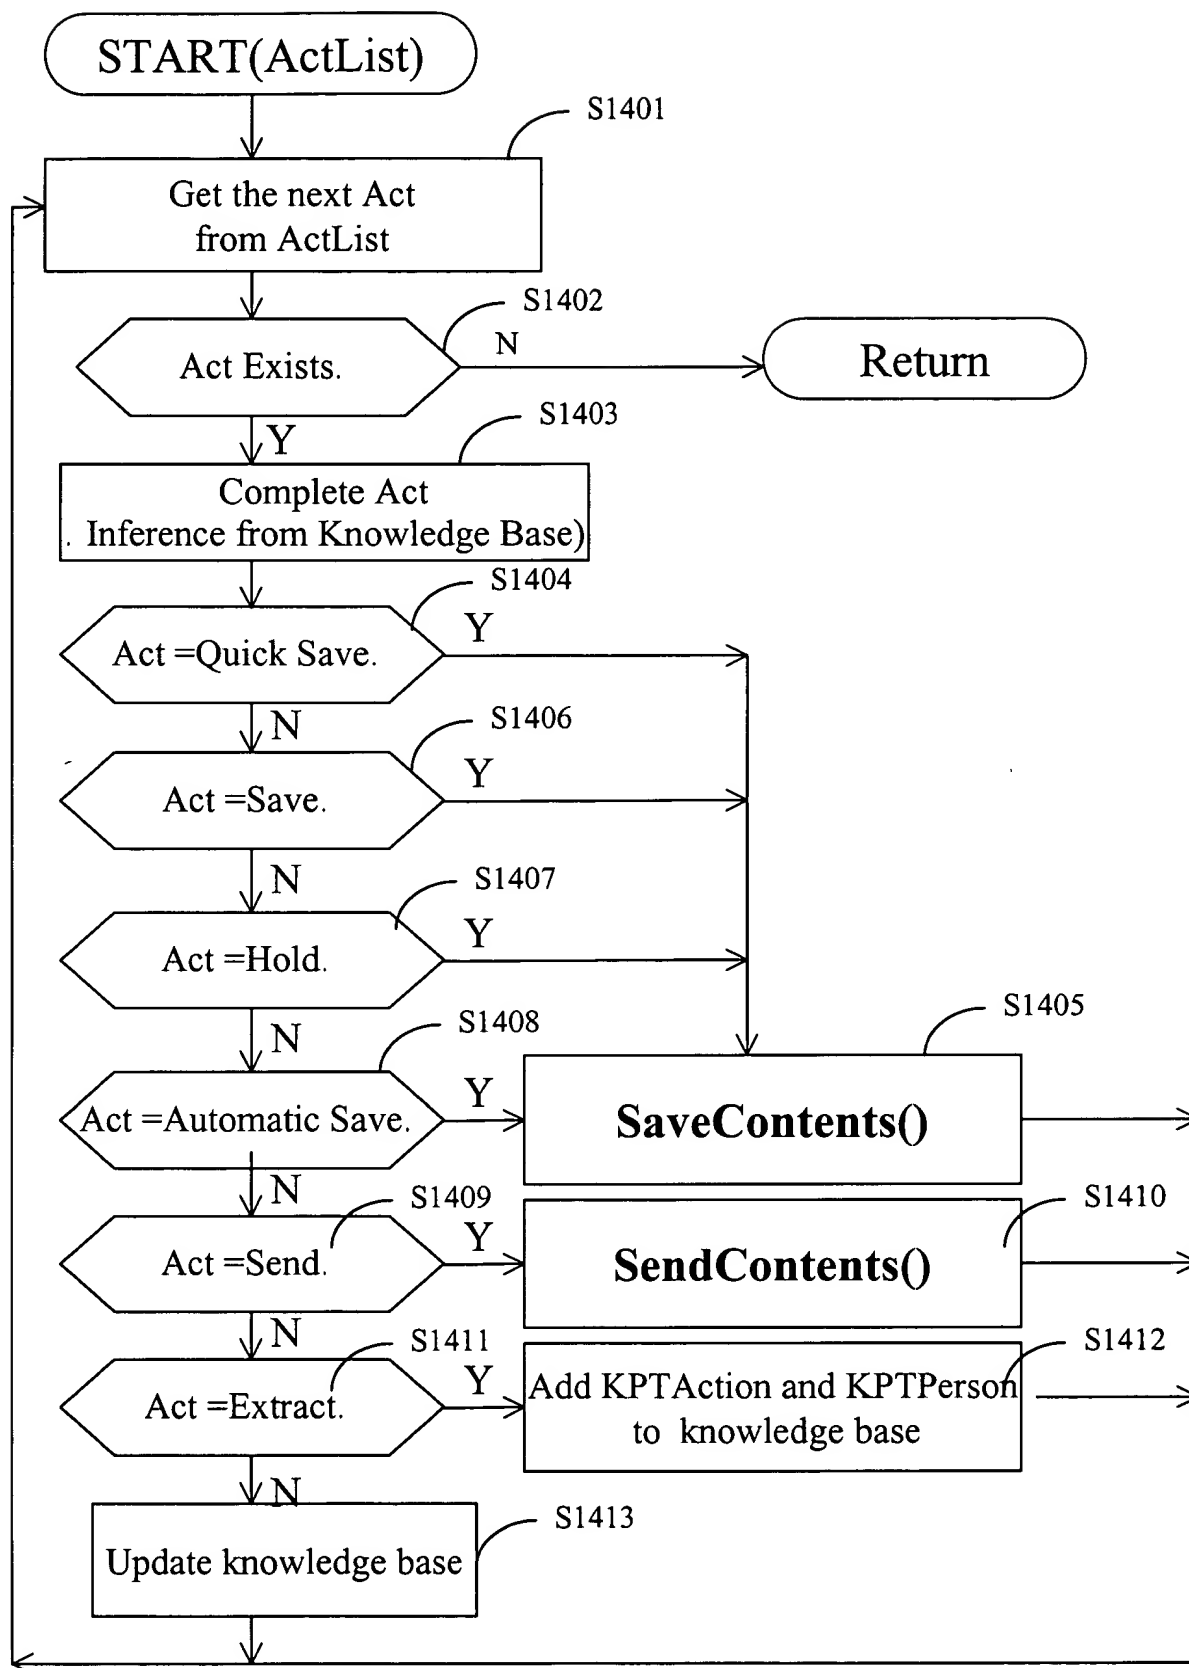 START(ActList)
S1401
Get the next Act
from ActList
S1402
Act Exists.
N
Return
Y
S1403
Complete Act
. Inference from Knowledge Base)
S1404
Act =Quick Save.
Y
N
S1406
Act =Save.
Y
N
S1407
Act =Hold.
Y
N
S1408
S1405
Act =Automatic Save.
Y
SaveContents()
N
S1409
S1410
Act =Send.
Y
SendContents()
N
S1411
S1412
Act =Extract.
Y
Add KPTAction and KPTPerson
to knowledge base
N
S1413
Update knowledge base